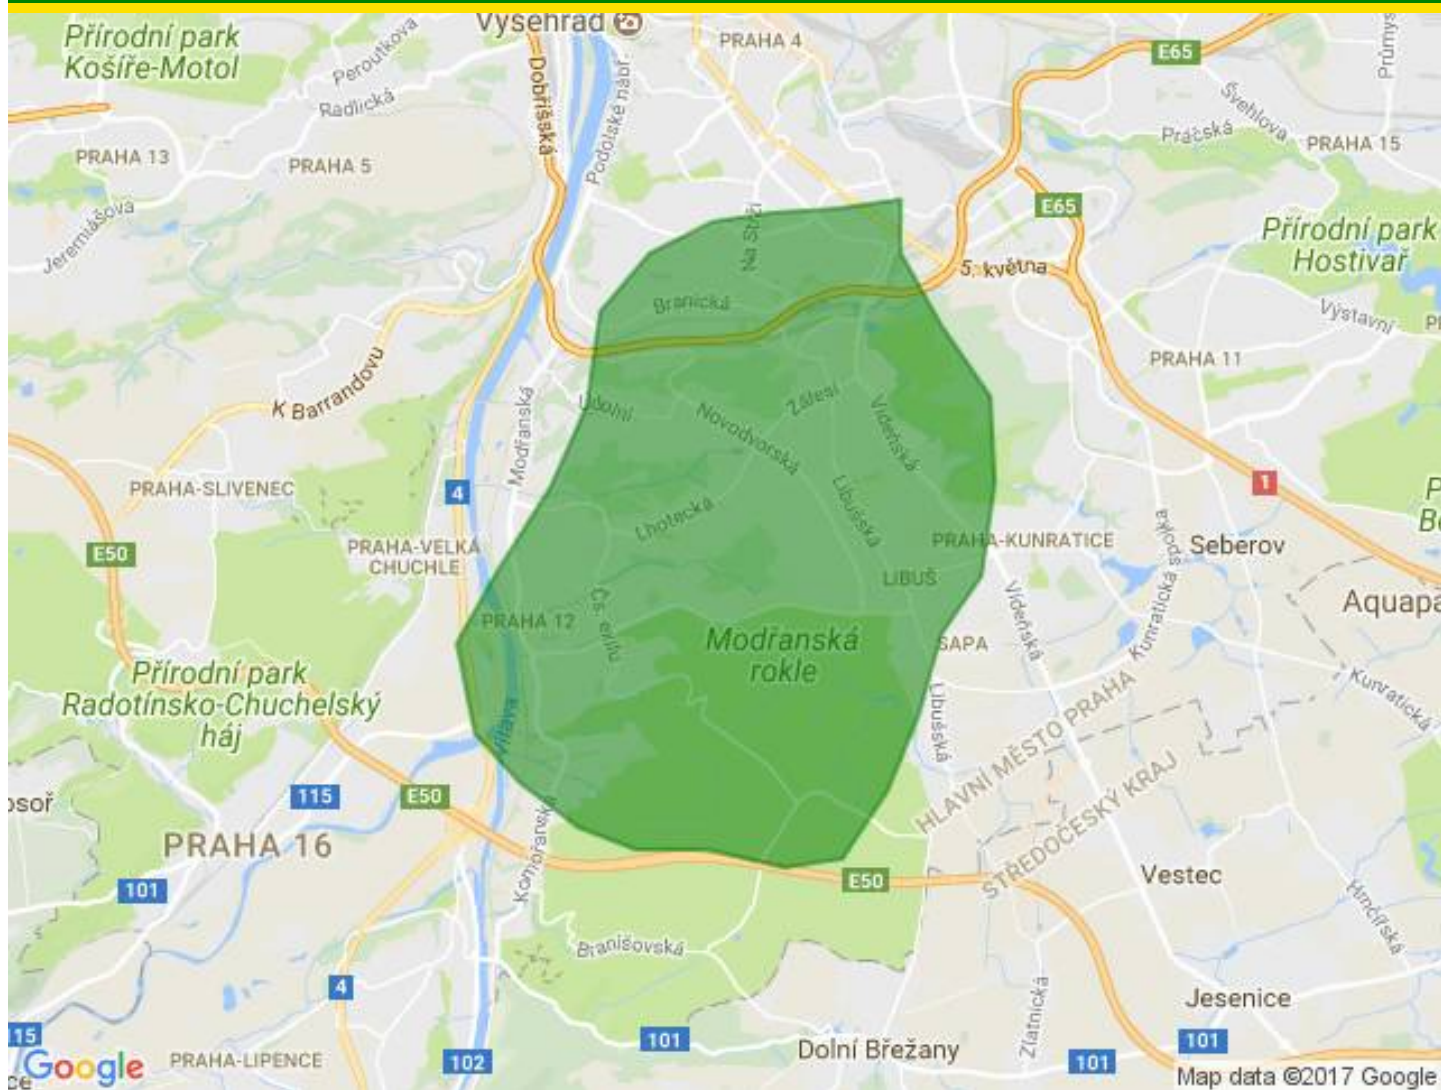 Vyšehrad
Přírodní park
Košíře-Motol
Peroutkova
PRAHA 4
E65
Dobříšská
Podolské nábř.
Radlická
Švehlova
Práčská
PRAHA 15
PRAHA 13
PRAHA 5
Jeremiášova
Na Strži
E65
Přírodní park
Hostivař
5. května
Branická
Výstavní
PRAHA 11
K Barrandovu
Údolní
Zálesí
Modřanská
Novodvorská
Vídeňská
PRAHA-SLIVENEC
4
1
Libušská
Lhotecká
E50
PRAHA-VELKÁ
CHUCHLE
PRAHA-KUNRATICE
Šeberov
LIBUŠ
Čs. exilu
Vídeňská
Kunratická spojka
PRAHA 12
Modřanská
rokle
SAPA
Přírodní park
Radotínsko-Chuchelský
háj
Vltava
Libušská
Kunratická
HLAVNÍ MĚSTO PRAHA
STŘEDOČESKÝ KRAJ
115
E50
PRAHA 16
Komořanská
101
E50
Vestec
Hrnčířská
Branišovská
4
Zlatnická
Jesenice
101
101
Dolní Břežany
PRAHA-LIPENCE
102
101
Google
Map data ©2017 Google